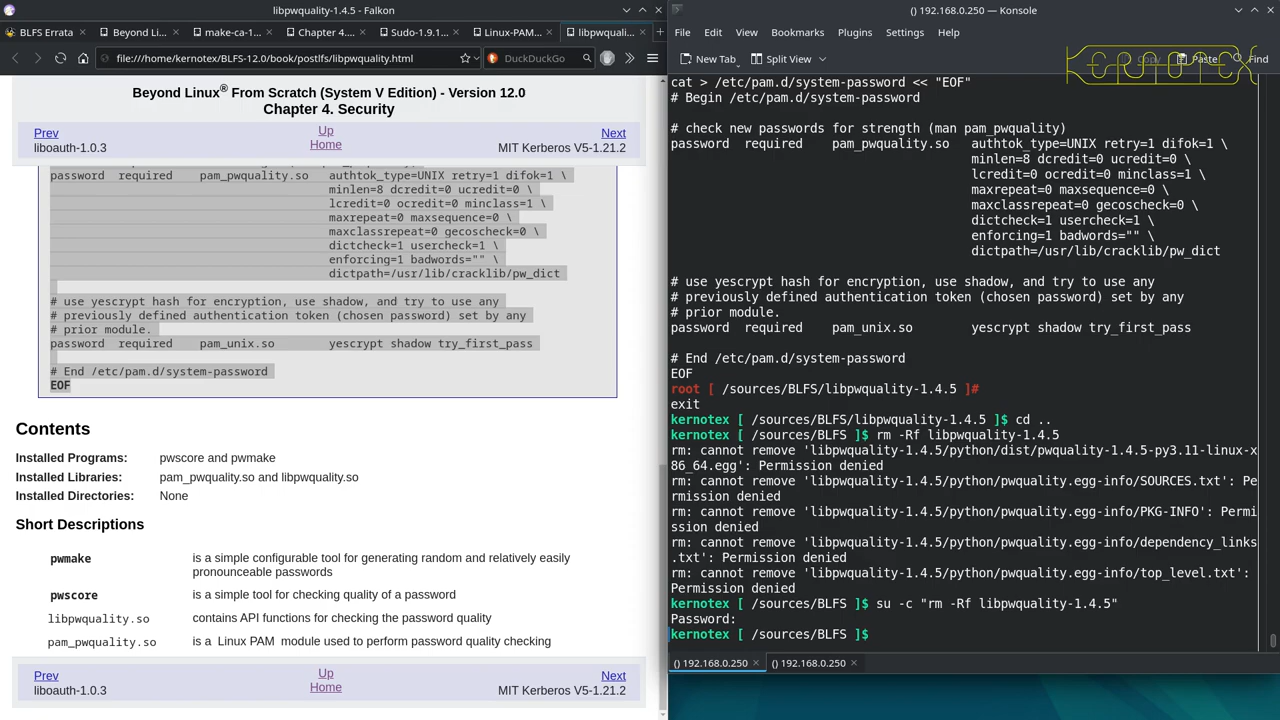 libpwquality-1.4.5 - Falkon
BLFS Errata
Beyond Li...
make-ca-1...
Chapter 4....
Sudo-1.9.1...
Linux-PAM...
libpwquali...
file:///home/kernotex/BLFS-12.0/book/postlfs/libpwquality.html
DuckDuckGo
Beyond Linux® From Scratch (System V Edition) - Version 12.0
Chapter 4. Security
Prev
Up
Next
liboauth-1.0.3
Home
MIT Kerberos V5-1.21.2
password  required    pam_pwquality.so   authtok_type=UNIX retry=1 difok=1 \
minlen=8 dcredit=0 ucredit=0 \
lcredit=0 ocredit=0 minclass=1 \
maxrepeat=0 maxsequence=0 \
maxclassrepeat=0 gecoscheck=0 \
dictcheck=1 usercheck=1 \
enforcing=1 badwords="" \
dictpath=/usr/lib/cracklib/pw_dict
# use yescrypt hash for encryption, use shadow, and try to use any
# previously defined authentication token (chosen password) set by any
# prior module.
password  required    pam_unix.so        yescrypt shadow try_first_pass
# End /etc/pam.d/system-password
EOF
Contents
Installed Programs: pwscore and pwmake
Installed Libraries: pam_pwquality.so and libpwquality.so
Installed Directories: None
Short Descriptions
pwmake is a simple configurable tool for generating random and relatively easily
pronounceable passwords
pwscore is a simple tool for checking quality of a password
libpwquality.so contains API functions for checking the password quality
pam_pwquality.so is a Linux PAM module used to perform password quality checking
Prev
Up
Next
liboauth-1.0.3
Home
MIT Kerberos V5-1.21.2
() 192.168.0.250 — Konsole
File Edit View Bookmarks Plugins Settings Help
New Tab
Split View
Copy
Paste
Find
KERNOTEX
cat > /etc/pam.d/system-password << "EOF"
# Begin /etc/pam.d/system-password
# check new passwords for strength (man pam_pwquality)
password  required    pam_pwquality.so   authtok_type=UNIX retry=1 difok=1 \
minlen=8 dcredit=0 ucredit=0 \
lcredit=0 ocredit=0 minclass=1 \
maxrepeat=0 maxsequence=0 \
maxclassrepeat=0 gecoscheck=0 \
dictcheck=1 usercheck=1 \
enforcing=1 badwords="" \
dictpath=/usr/lib/cracklib/pw_dict
# use yescrypt hash for encryption, use shadow, and try to use any
# previously defined authentication token (chosen password) set by any
# prior module.
password  required    pam_unix.so        yescrypt shadow try_first_pass
# End /etc/pam.d/system-password
EOF
root [ /sources/BLFS/libpwquality-1.4.5 ]#
exit
kernotex [ /sources/BLFS/libpwquality-1.4.5 ]$ cd ..
kernotex [ /sources/BLFS ]$ rm -Rf libpwquality-1.4.5
rm: cannot remove 'libpwquality-1.4.5/python/dist/pwquality-1.4.5-py3.11-linux-x
86_64.egg': Permission denied
rm: cannot remove 'libpwquality-1.4.5/python/pwquality.egg-info/SOURCES.txt': Pe
rmission denied
rm: cannot remove 'libpwquality-1.4.5/python/pwquality.egg-info/PKG-INFO': Permi
ssion denied
rm: cannot remove 'libpwquality-1.4.5/python/pwquality.egg-info/dependency_links
.txt': Permission denied
rm: cannot remove 'libpwquality-1.4.5/python/pwquality.egg-info/top_level.txt':
Permission denied
kernotex [ /sources/BLFS ]$ su -c "rm -Rf libpwquality-1.4.5"
Password:
kernotex [ /sources/BLFS ]$
() 192.168.0.250
() 192.168.0.250